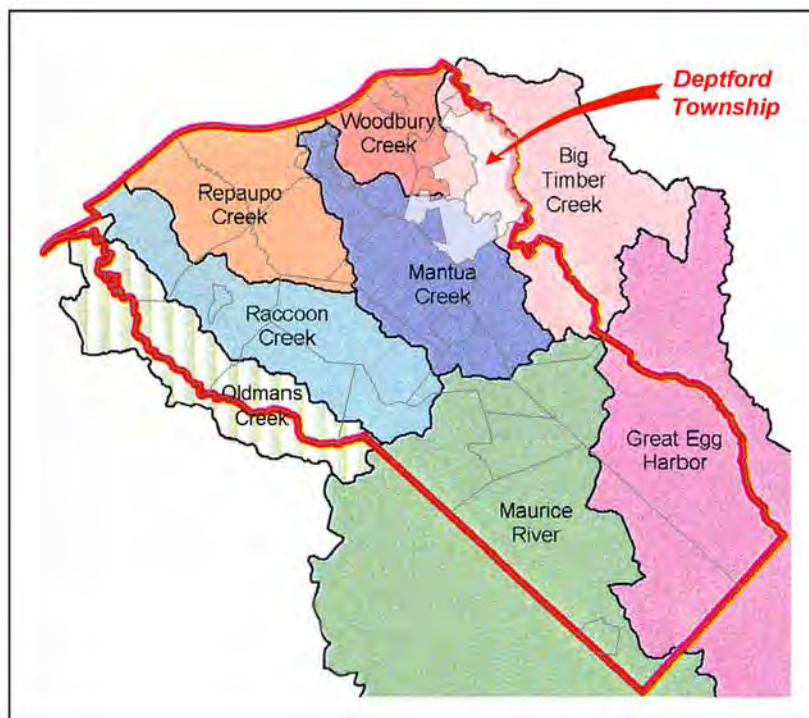 Deptford
Township
Woodbury
Creek
Big
Timber
Creek
Repaupo
Creek
Mantua
Creek
Raccoon
Creek
Oldmans
Creek
Great Egg
Harbor
Maurice
River